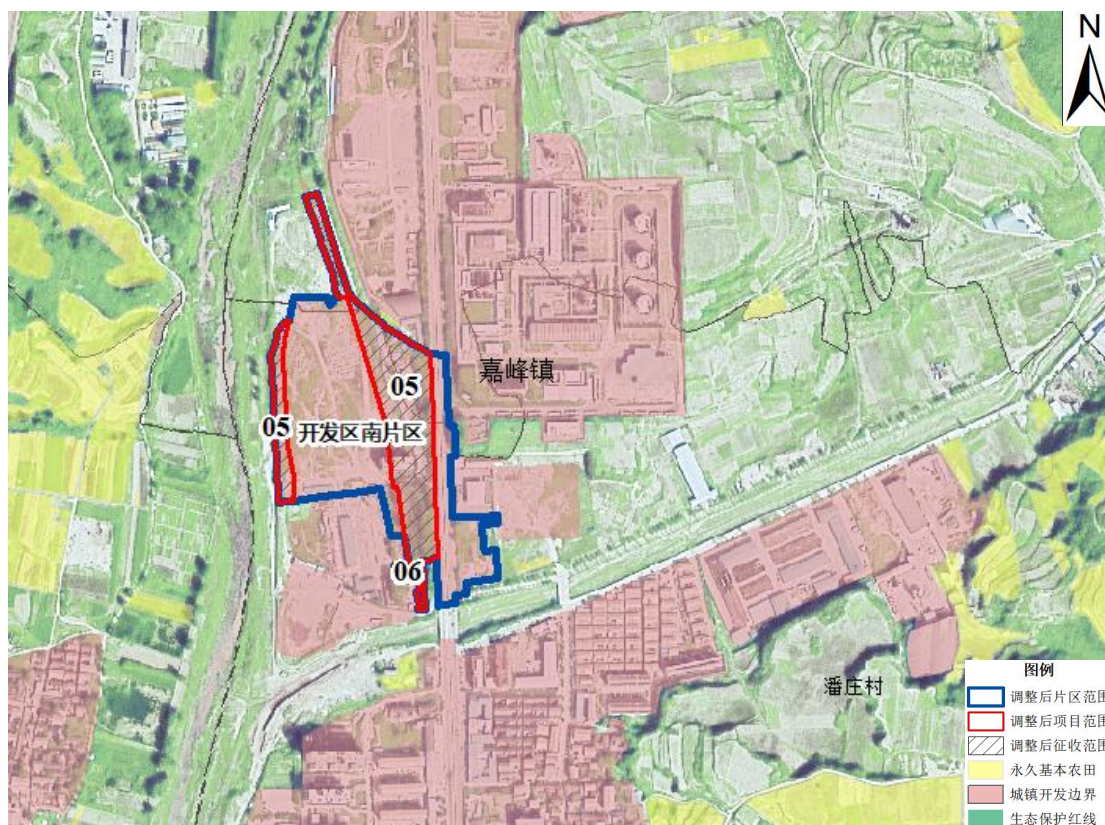 N
05
嘉峰镇
05
开发区南片区
06
潘庄村
图例
调整后片区范围
调整后项目范围
调整后征收范围
永久基本农田
城镇开发边界
生态保护红线